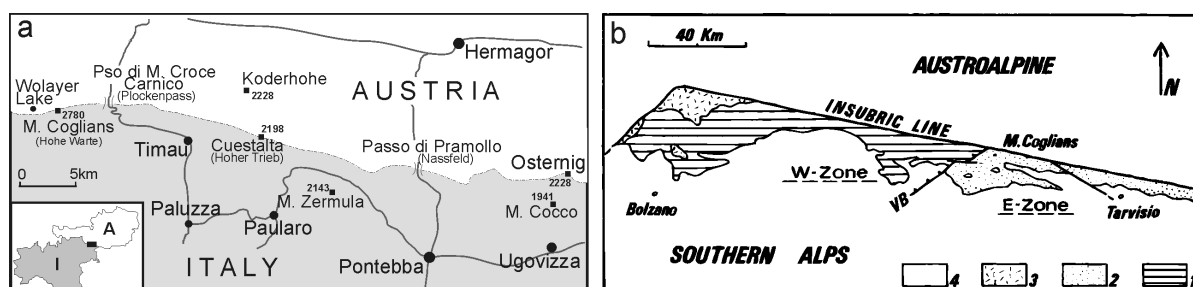 a
Hermagor
Pso di M. Croce
Carnico
(Plockenpass)
Koderhohe
2228
AUSTRIA
Wolayer
Lake
2780
M. Coglians
(Hohe Warte)
2198
Cuestalta
(Hoher Trieb)
Timau
Passo di Pramollo
(Nassfeld)
Osternig
2228
0 5km
2143
M. Zermula
1941
M. Cocco
Paluzza
Paularo
A
I
ITALY
Pontebba
Ugovizza
b
40 Km
AUSTROALPINE
N
INSUBRIC LINE
M. Coglians
W-Zone
VB
E-Zone
Bolzano
Tarvisio
SOUTHERN ALPS
4
3
2
1